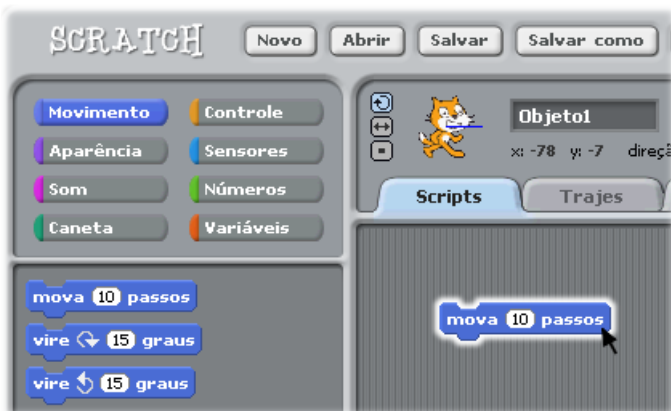 SCRATCH Novo Abrir Salvar Salvar como
Movimento Controle
Aparência Sensores
Som Números
Caneta Variáveis
Objeto1
x: -78 y: -7
Scripts Trajes
mova 10 passos
vire 15 graus
vire 15 graus
mova 10 passos